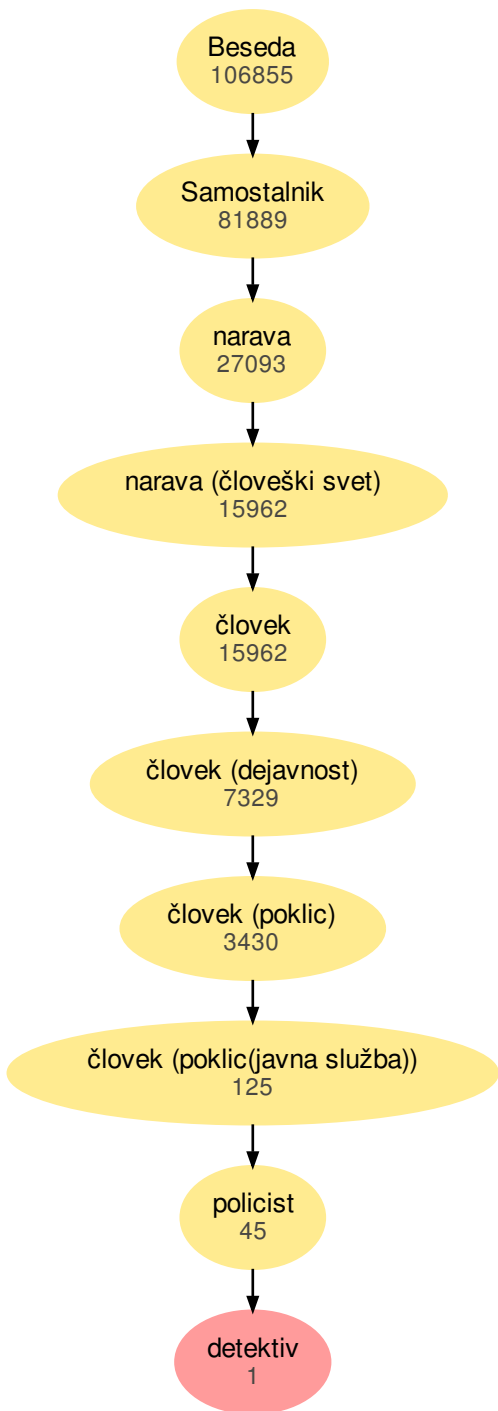 Beseda
106855
Samostalnik
81889
narava
27093
narava (človeški svet)
15962
človek
15962
človek (dejavnost)
7329
človek (poklic)
3430
človek (poklic(javna služba))
125
policist
45
detektiv
1